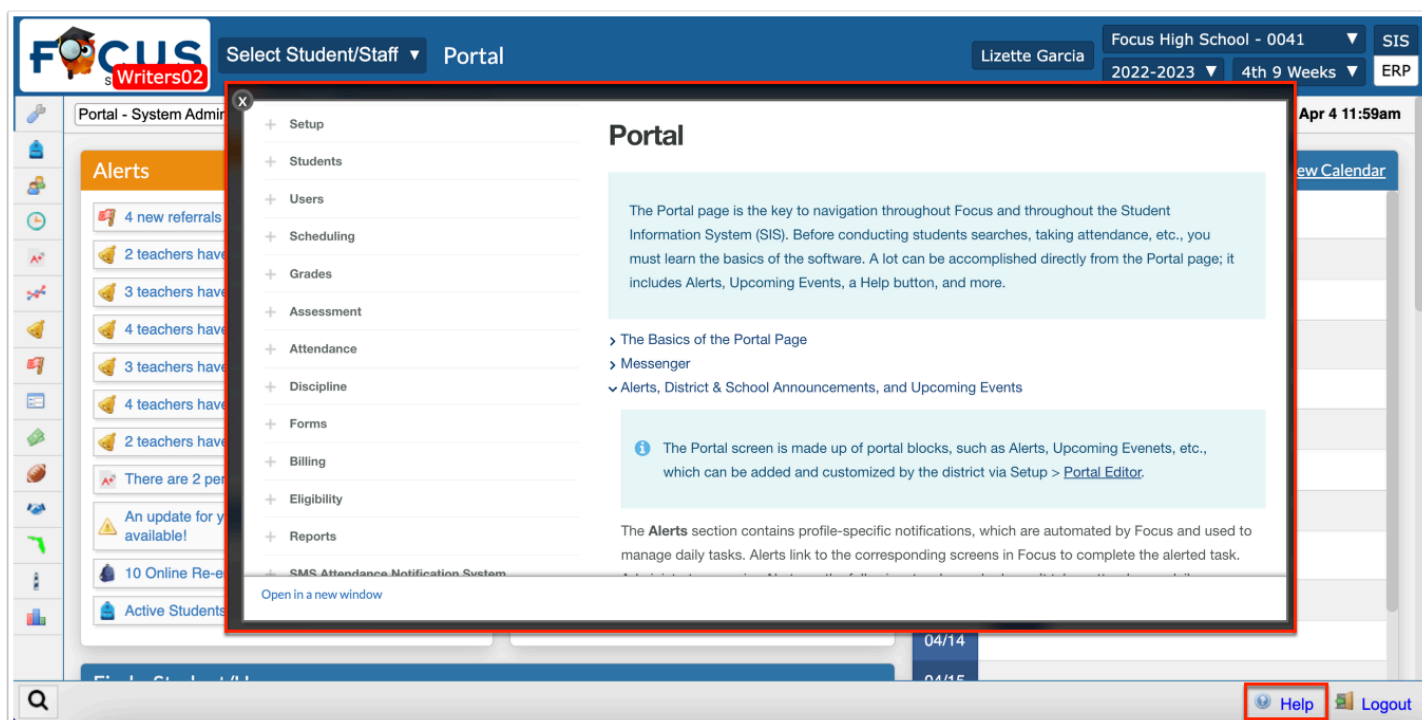 FOCUS
Writers02
Select Student/Staff ▼
Portal
Lizette Garcia
Focus High School - 0041 ▼
2022-2023 ▼
4th 9 Weeks ▼
SIS
ERP
Portal - System Admin
Apr 4 11:59am
Alerts
4 new referrals
2 teachers have
3 teachers have
4 teachers have
3 teachers have
4 teachers have
2 teachers have
There are 2 per
An update for y
available!
10 Online Re-e
Active Students
X
Setup
Students
Users
Scheduling
Grades
Assessment
Attendance
Discipline
Forms
Billing
Eligibility
Reports
SMS Attendance Notification System
Open in a new window
Portal
The Portal page is the key to navigation throughout Focus and throughout the Student
Information System (SIS). Before conducting students searches, taking attendance, etc., you
must learn the basics of the software. A lot can be accomplished directly from the Portal page; it
includes Alerts, Upcoming Events, a Help button, and more.
The Basics of the Portal Page
Messenger
Alerts, District & School Announcements, and Upcoming Events
The Portal screen is made up of portal blocks, such as Alerts, Upcoming Evenets, etc.,
which can be added and customized by the district via Setup > Portal Editor.
The Alerts section contains profile-specific notifications, which are automated by Focus and used to
manage daily tasks. Alerts link to the corresponding screens in Focus to complete the alerted task.
ew Calendar
04/14
04/15
Help
Logout